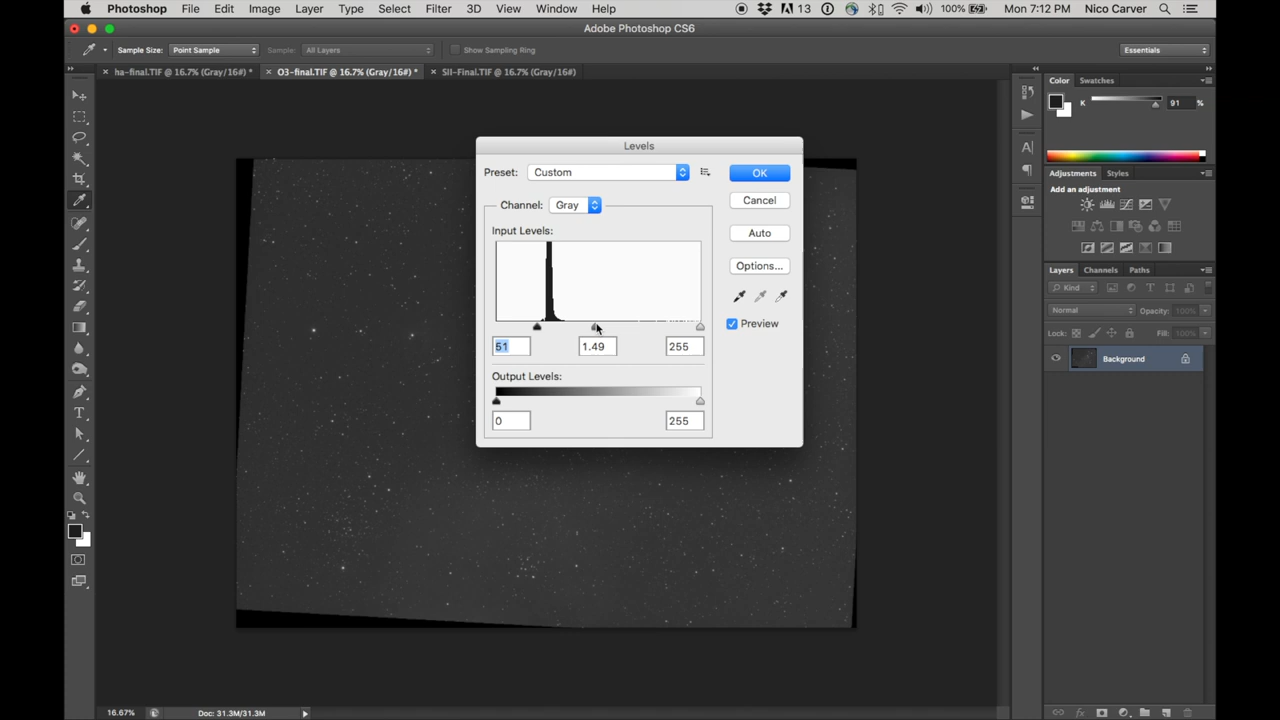 Photoshop File Edit Image Layer Type Select Filter 3D View Window Help 13 100% Mon 7:12 PM Nico Carver
Adobe Photoshop CS6
Sample Size: Point Sample Sample: All Layers Show Sampling Ring Essentials
× ha-final.TIF @ 16.7% (Gray/16#) * × O3-final.TIF @ 16.7% (Gray/16#) * × SII-Final.TIF @ 16.7% (Gray/16#)
Color Swatches
K 91 %
Levels
Preset: Custom OK
Cancel
Channel: Gray
Auto
Input Levels:
Options...
Preview
51 1.49 255
Output Levels:
0 255
Adjustments Styles
Add an adjustment
Layers Channels Paths
Kind
Normal Opacity:
Lock: Fill:
Background
16.67% Doc: 31.3M/31.3M